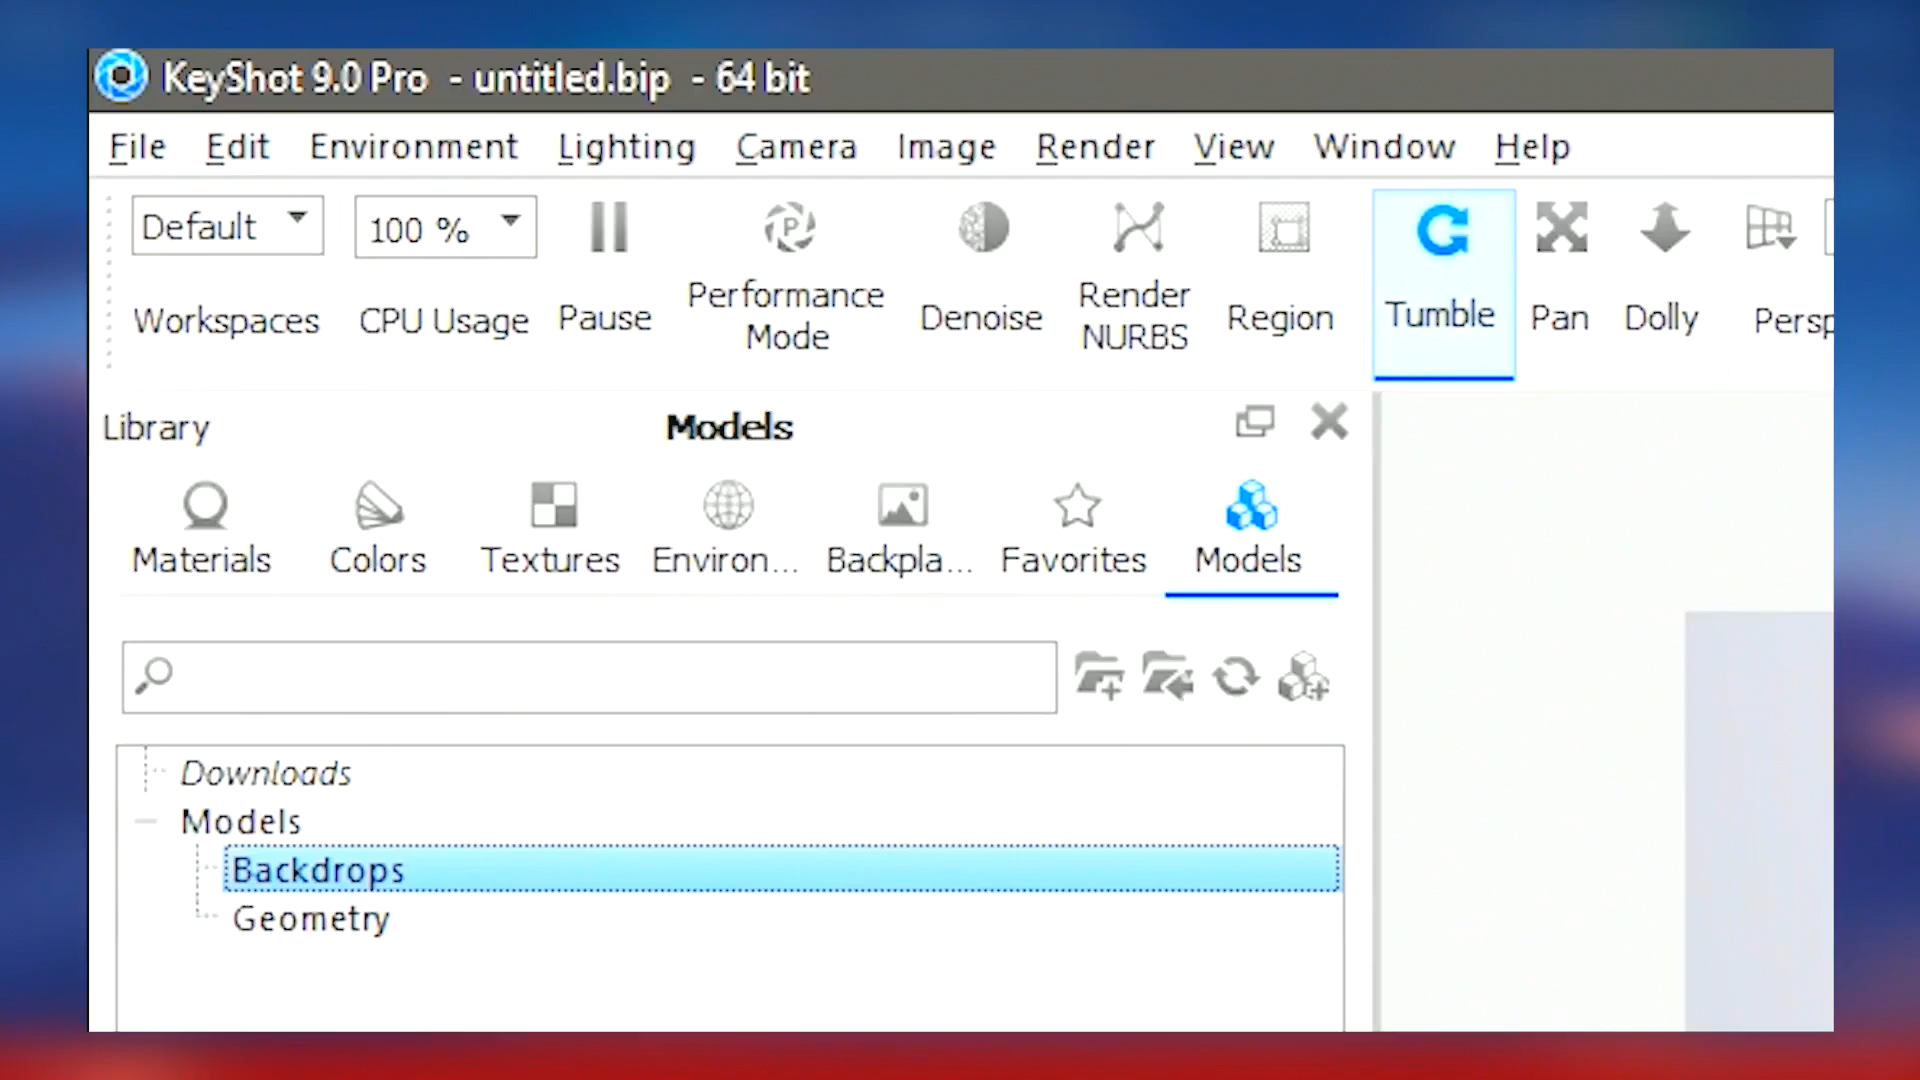 KeyShot 9.0 Pro - untitled.bip - 64 bit
File Edit Environment Lighting Camera Image Render View Window Help
Default 100 %
Workspaces CPU Usage Pause Performance Mode Denoise Render NURBS Region Tumble Pan Dolly Persp
Library Models
Materials Colors Textures Environ... Backpla... Favorites Models
Downloads
Models
Backdrops
Geometry